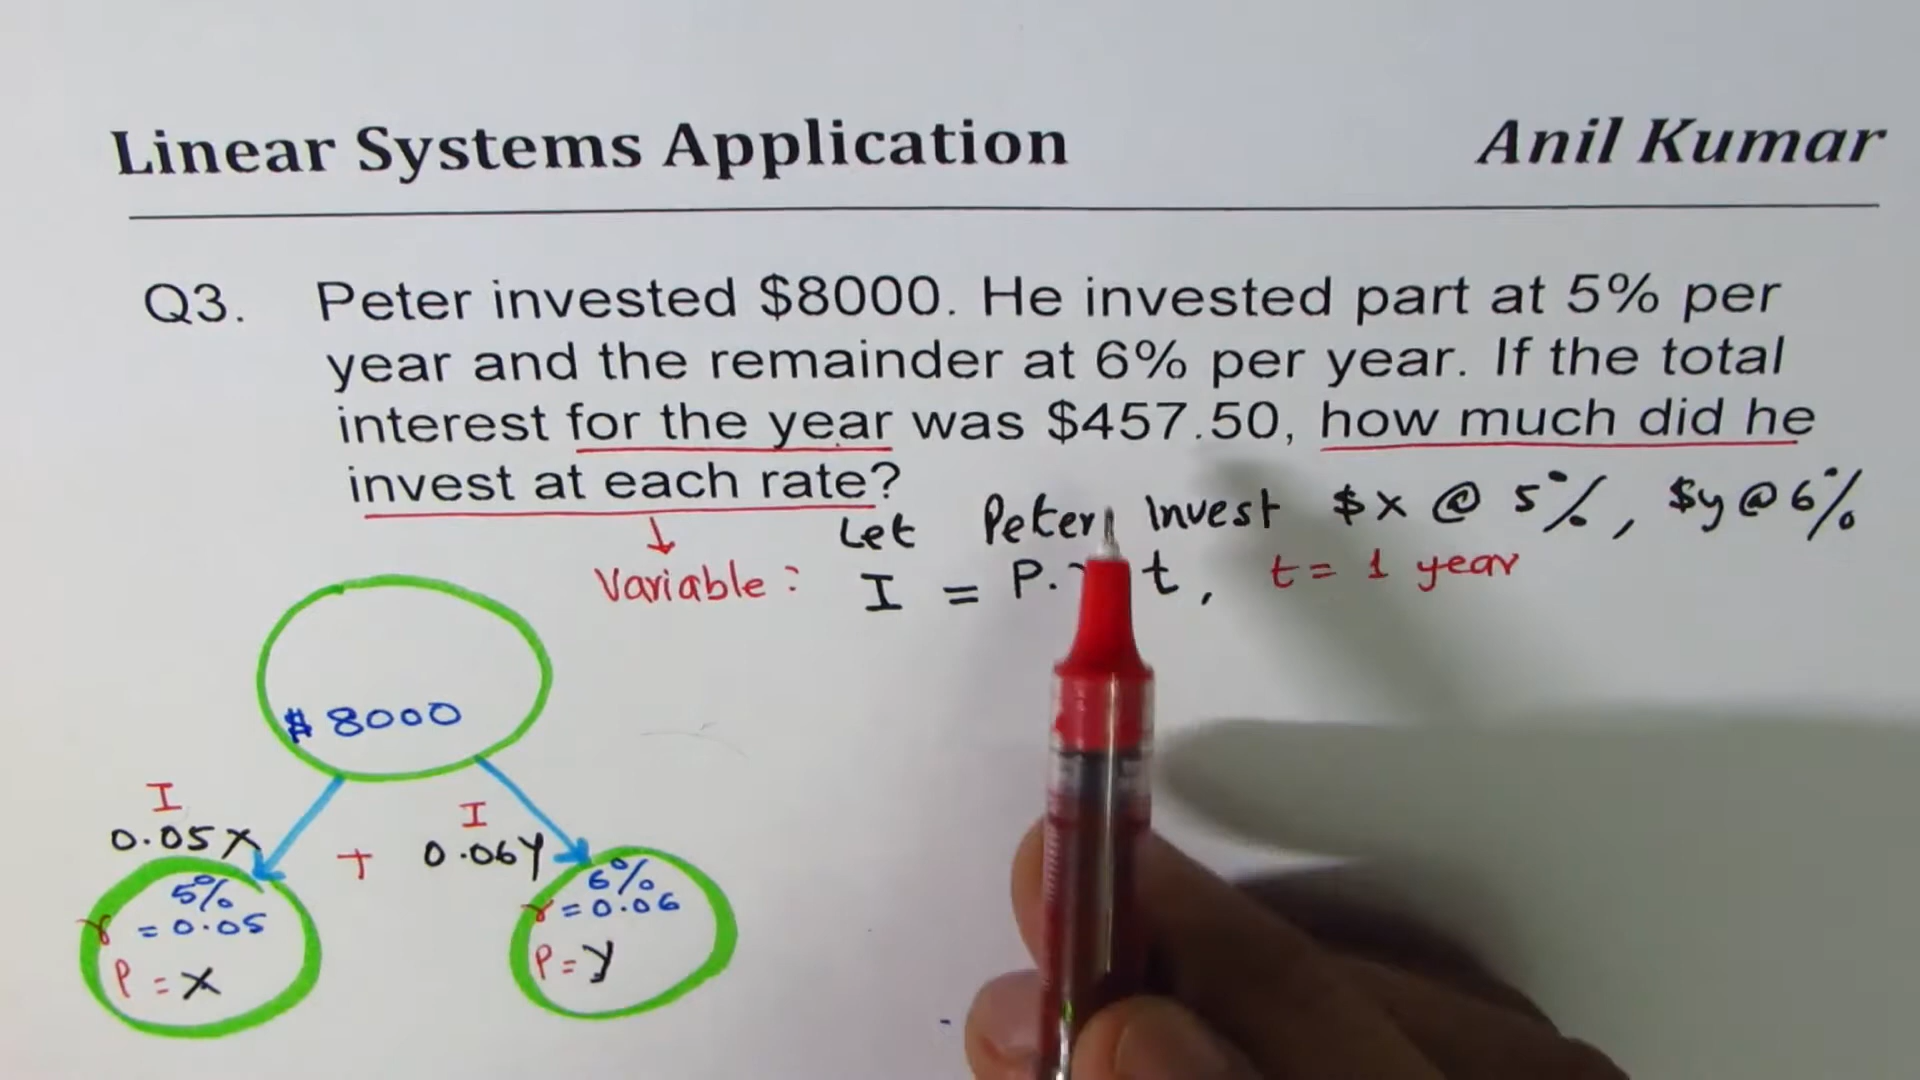 Linear Systems Application
Anil Kumar
Q3. Peter invested $8000. He invested part at 5% per
year and the remainder at 6% per year. If the total
interest for the year was $457.50, how much did he
invest at each rate?
Let Peter Invest $x @ 5%, $y @ 6%
Variable: I = P. t, t = 1 year
$ 8000
I
0.05x
+
I
0.06y
5%
r = 0.05
P = x
6%
r = 0.06
P = y